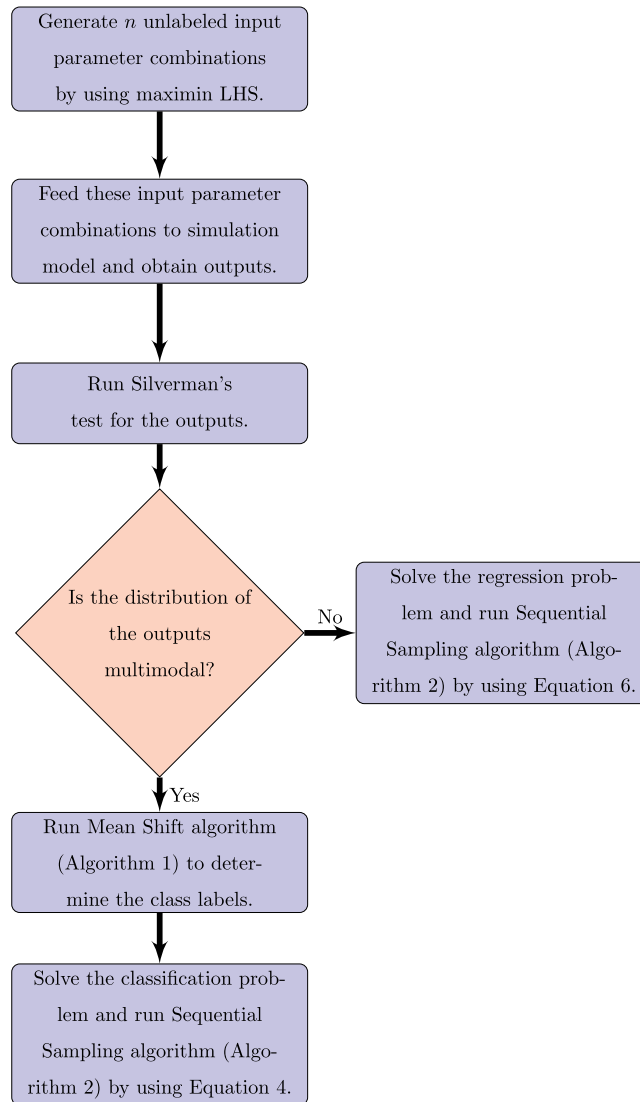 Generate n unlabeled input
parameter combinations
by using maximin LHS.
Feed these input parameter
combinations to simulation
model and obtain outputs.
Run Silverman's
test for the outputs.
Is the distribution of
the outputs
multimodal?
No
Solve the regression prob-
lem and run Sequential
Sampling algorithm (Algo-
rithm 2) by using Equation 6.
Yes
Run Mean Shift algorithm
(Algorithm 1) to deter-
mine the class labels.
Solve the classification prob-
lem and run Sequential
Sampling algorithm (Algo-
rithm 2) by using Equation 4.